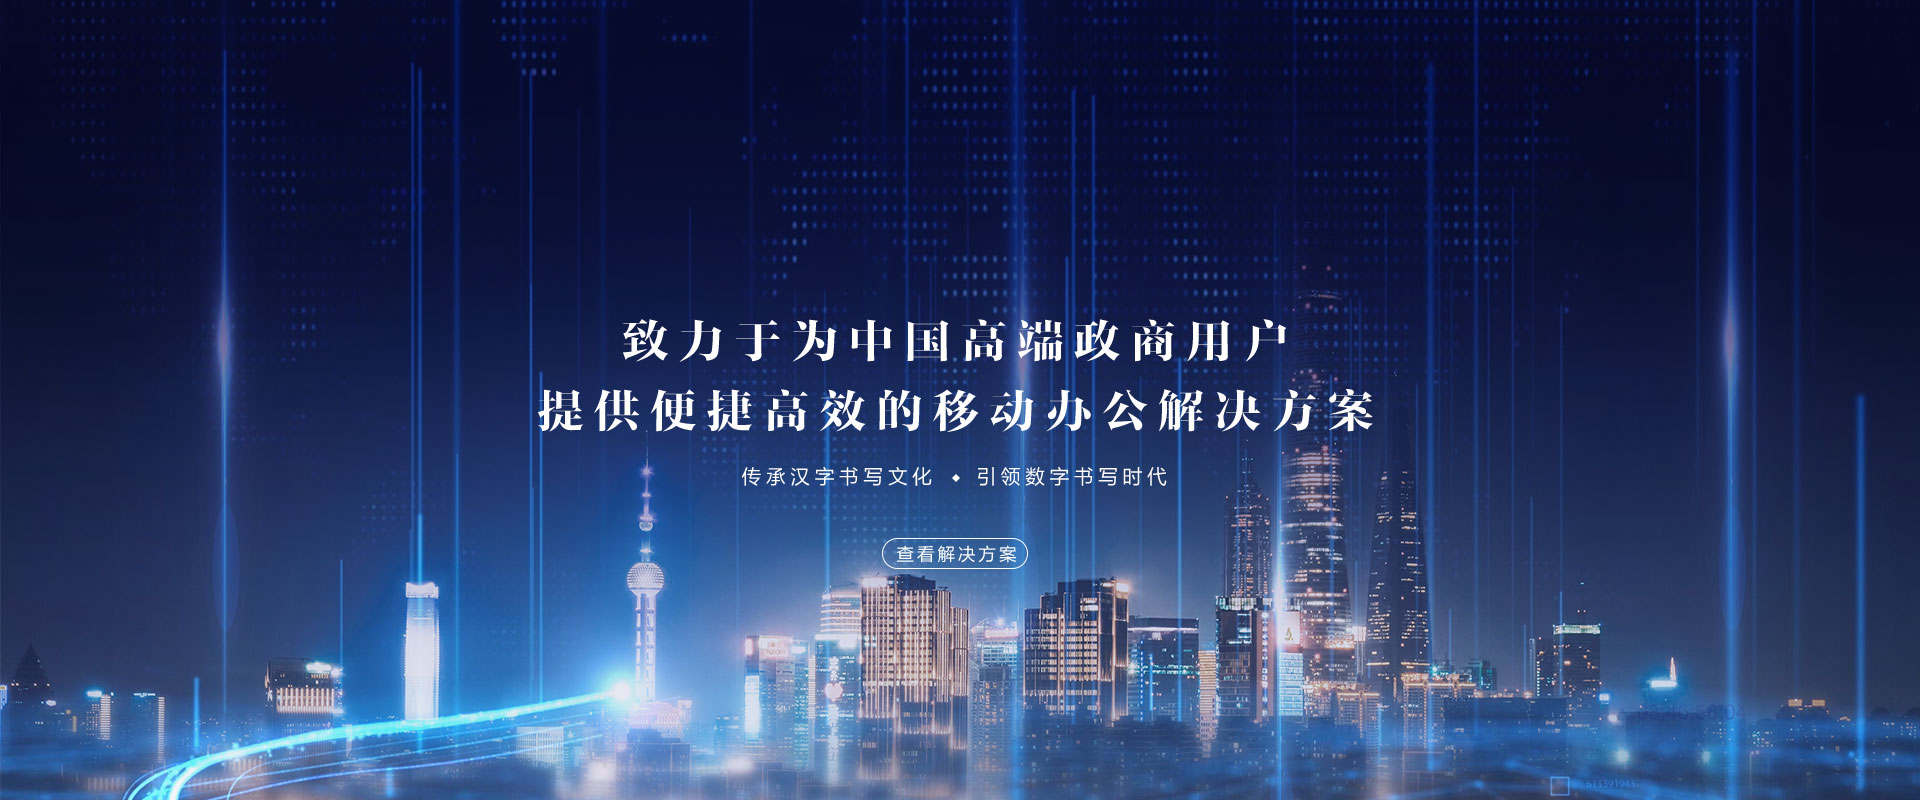 致力于为中国高端政商用户
提供便捷高效的移动办公解决方案
传承汉字书写文化 ◆ 引领数字书写时代
查看解决方案